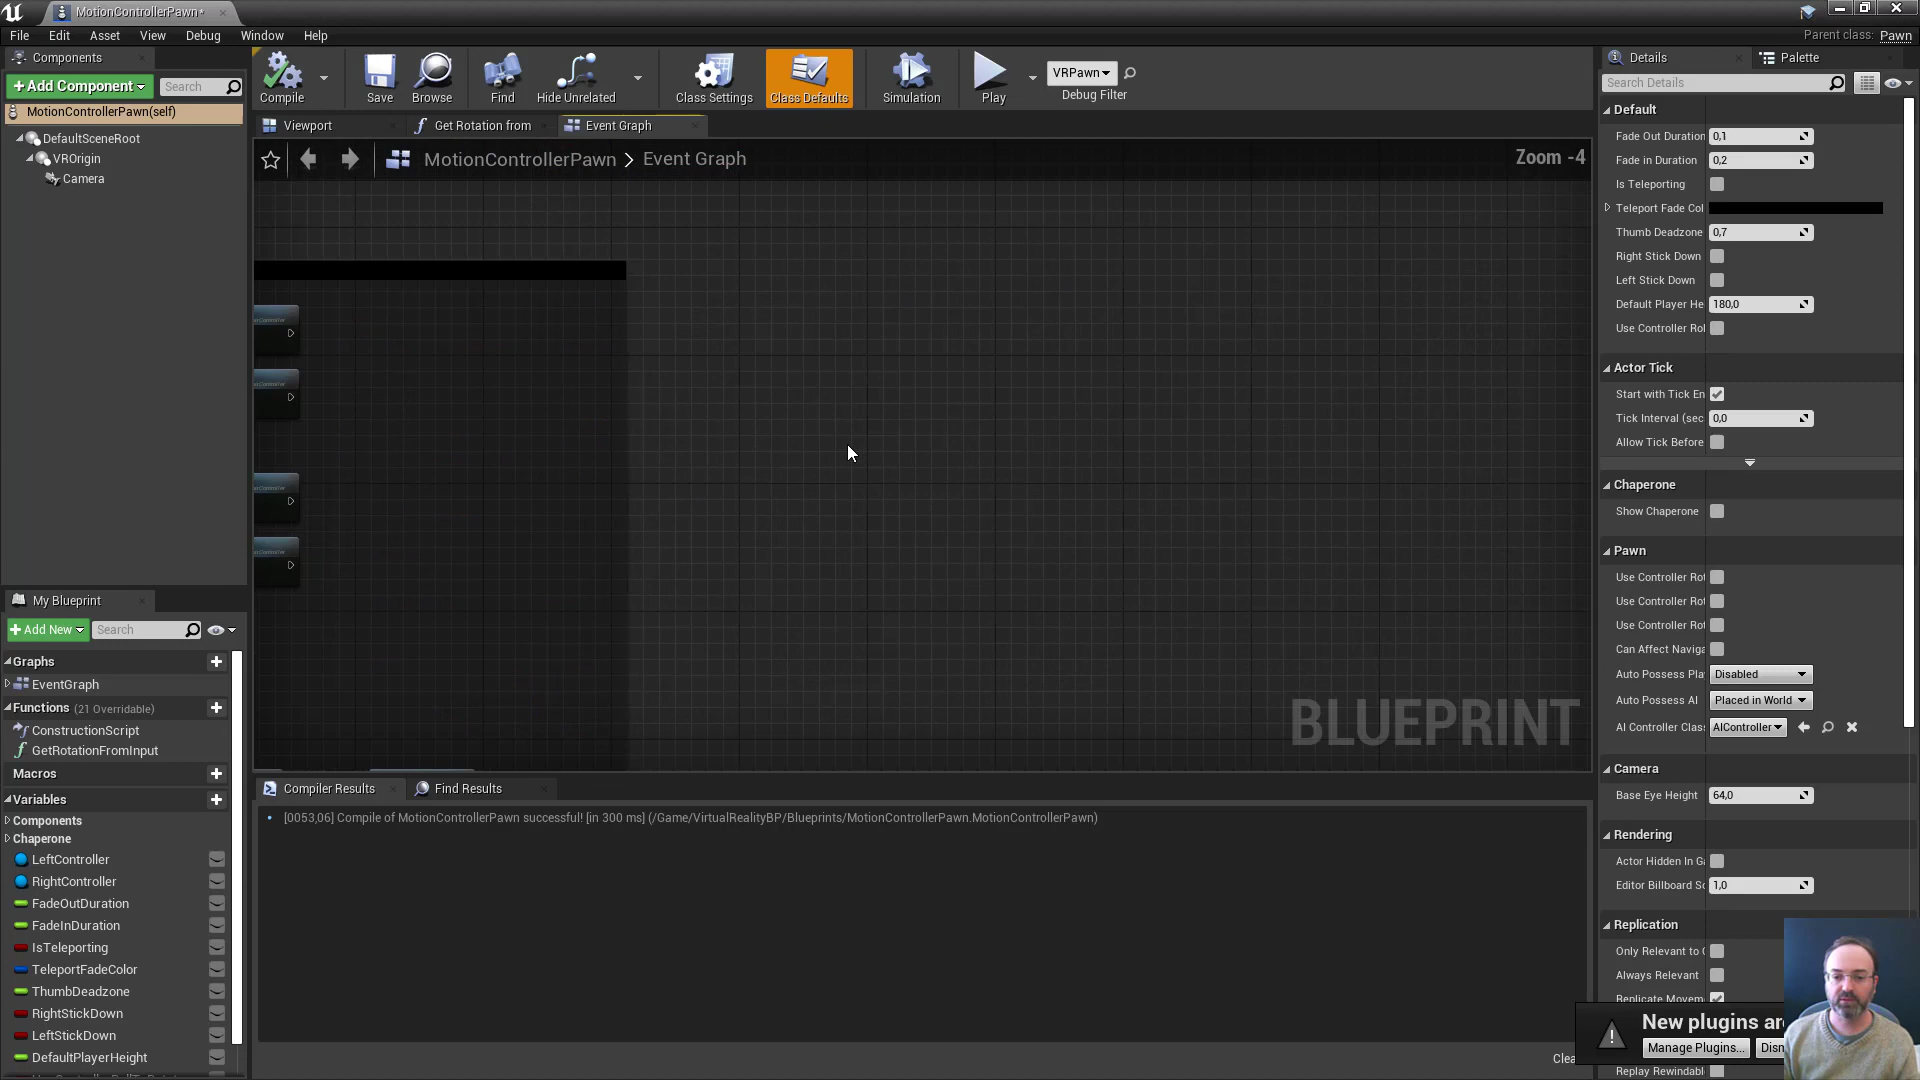 MotionControllerPawn*
File Edit Asset View Debug Window Help
Parent class: Pawn
Components
+Add Component
Search
MotionControllerPawn(self)
DefaultSceneRoot
VROrigin
Camera
Compile
Save
Browse
Find
Hide Unrelated
Class Settings
Class Defaults
Simulation
Play
VRPawn
Debug Filter
Viewport
Get Rotation from
Event Graph
MotionControllerPawn > Event Graph
Zoom -4
BLUEPRINT
Compiler Results
Find Results
[0053,06] Compile of MotionControllerPawn successful! [in 300 ms] (/Game/VirtualRealityBP/Blueprints/MotionControllerPawn.MotionControllerPawn)
Clea
My Blueprint
+Add New
Search
Graphs
EventGraph
Functions (21 Overridable)
ConstructionScript
GetRotationFromInput
Macros
Variables
Components
Chaperone
LeftController
RightController
FadeOutDuration
FadeInDuration
IsTeleporting
TeleportFadeColor
ThumbDeadzone
RightStickDown
LeftStickDown
DefaultPlayerHeight
Details
Palette
Search Details
Default
Fade Out Duration 0,1
Fade in Duration 0,2
Is Teleporting
Teleport Fade Col
Thumb Deadzone 0,7
Right Stick Down
Left Stick Down
Default Player He 180,0
Use Controller Rol
Actor Tick
Start with Tick En
Tick Interval (sec 0,0
Allow Tick Before
Chaperone
Show Chaperone
Pawn
Use Controller Rot
Use Controller Rot
Use Controller Rot
Can Affect Naviga
Auto Possess Pla Disabled
Auto Possess AI Placed in World
AI Controller Clas AIController
Camera
Base Eye Height 64,0
Rendering
Actor Hidden In Ga
Editor Billboard Sc 1,0
Replication
Only Relevant to O
Always Relevant
Replicate Movem
New plugins are
Manage Plugins...
Dism
Replay Rewindabl